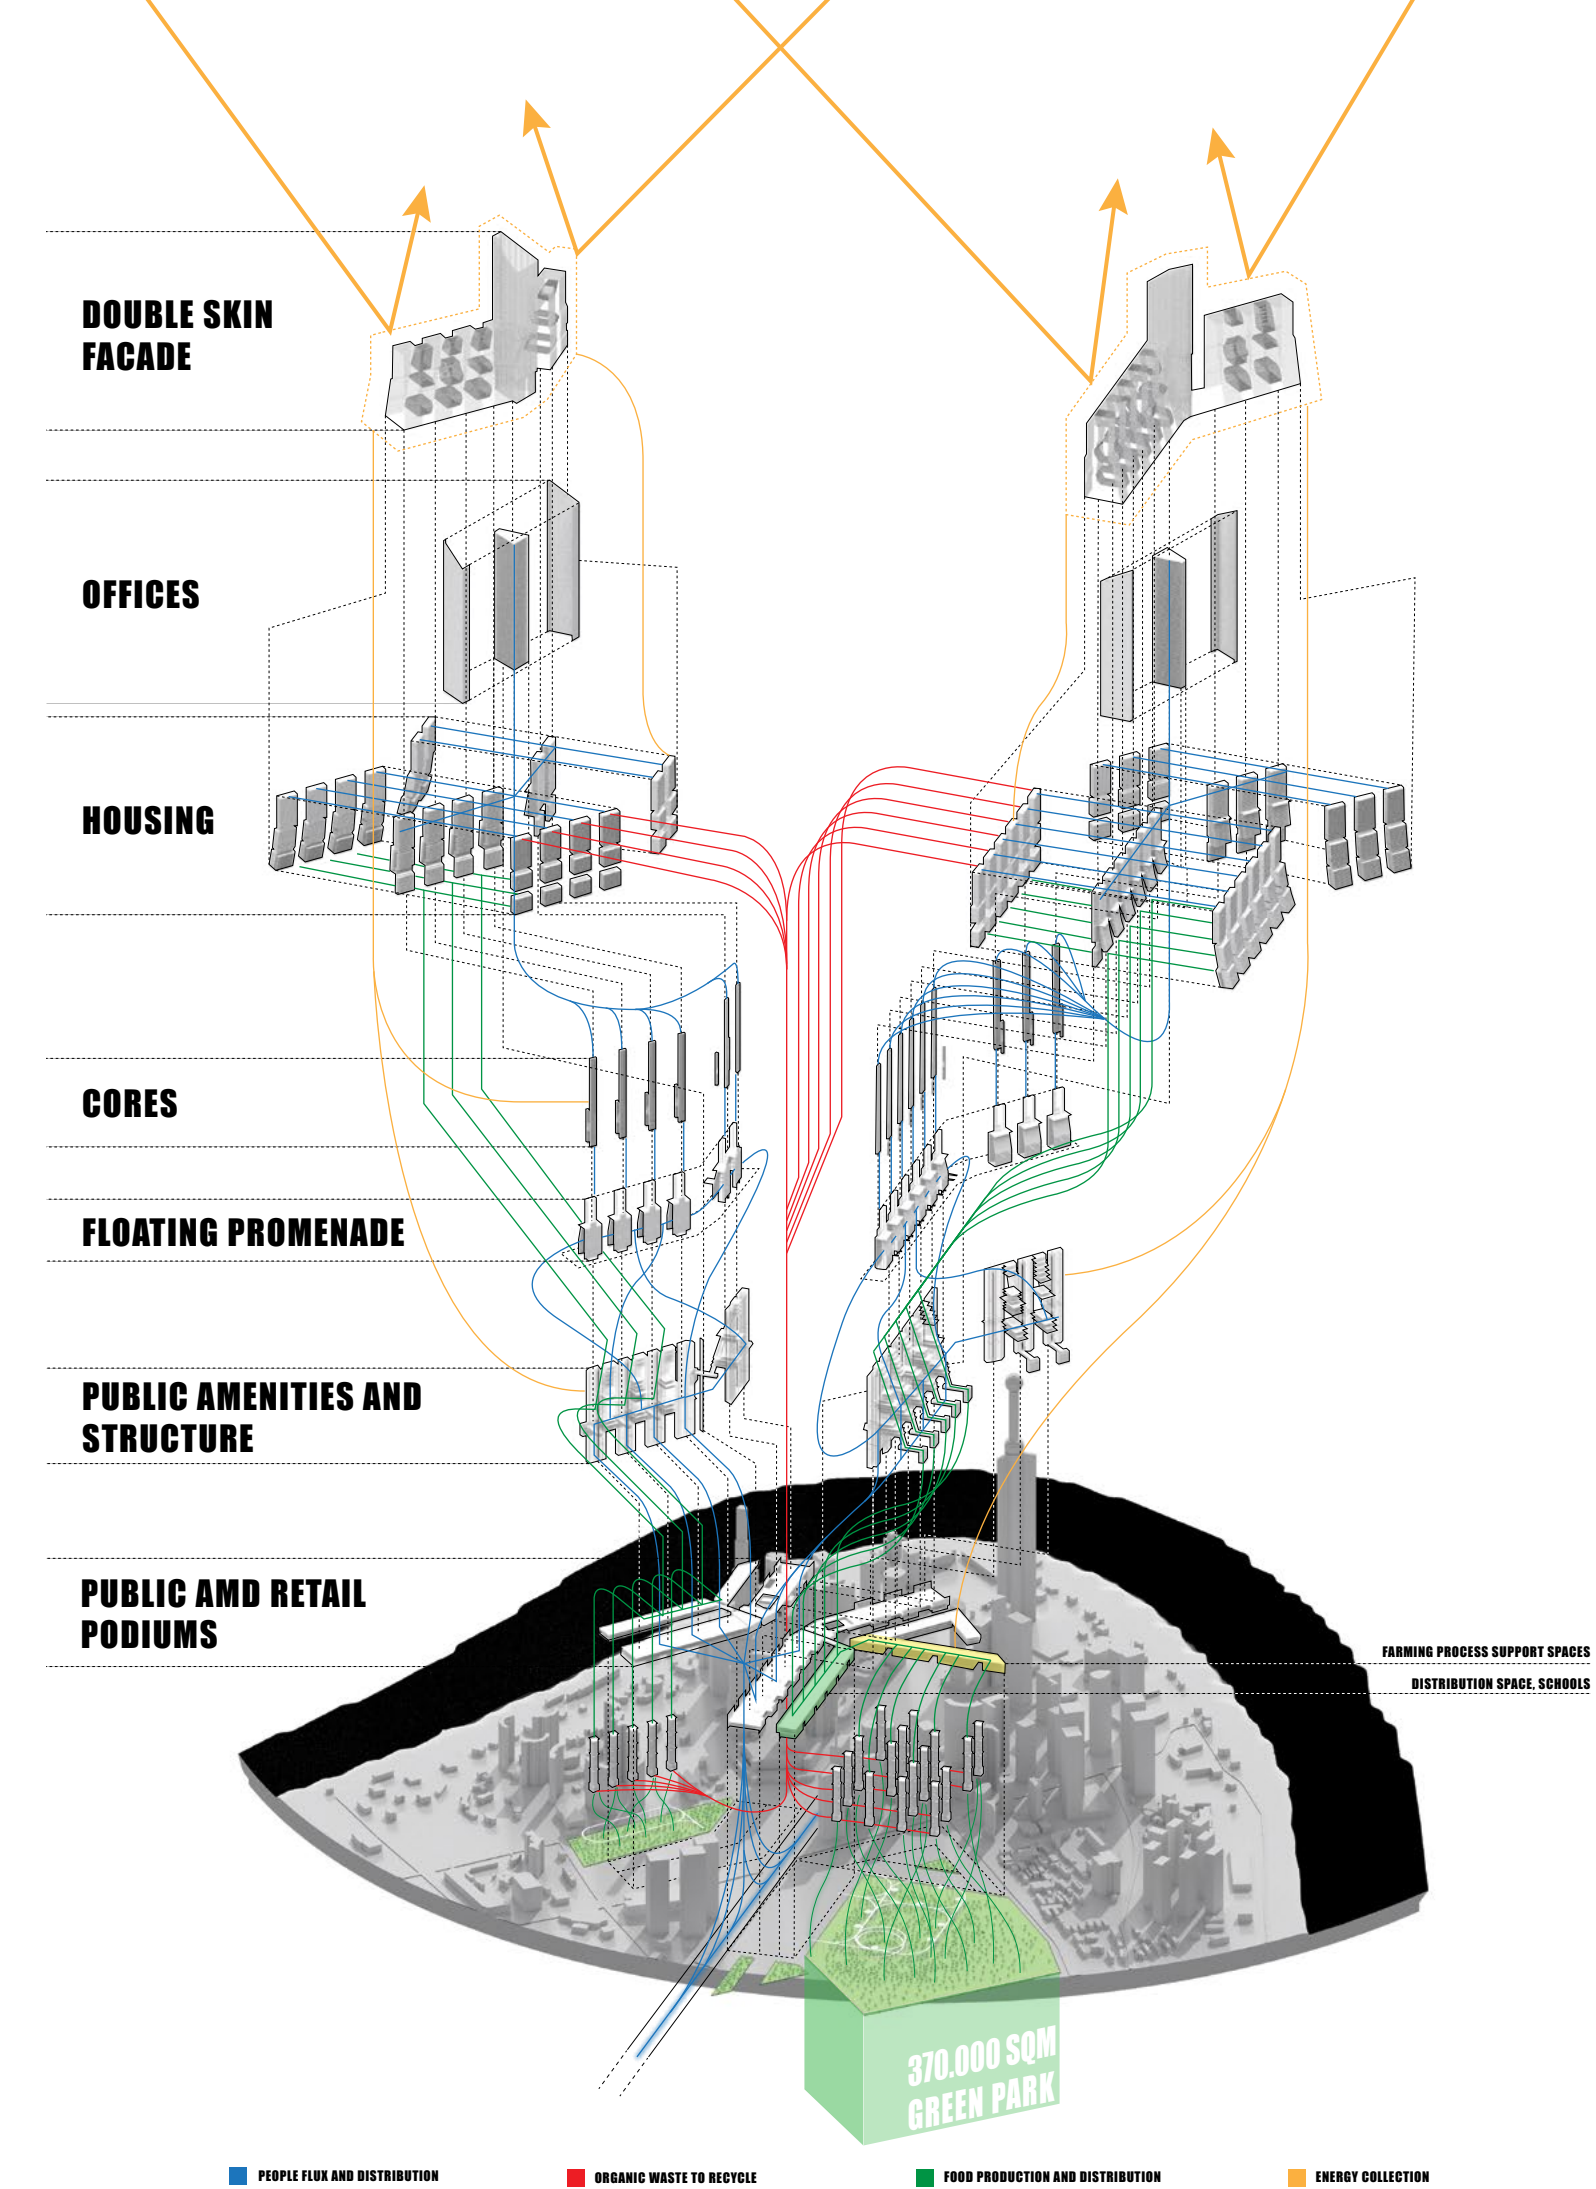 DOUBLE SKIN
FACADE
OFFICES
HOUSING
CORES
FLOATING PROMENADE
PUBLIC AMENITIES AND
STRUCTURE
PUBLIC AMD RETAIL
PODIUMS
FARMING PROCESS SUPPORT SPACES
DISTRIBUTION SPACE, SCHOOLS
370.000 SQM
GREEN PARK
PEOPLE FLUX AND DISTRIBUTION
ORGANIC WASTE TO RECYCLE
FOOD PRODUCTION AND DISTRIBUTION
ENERGY COLLECTION